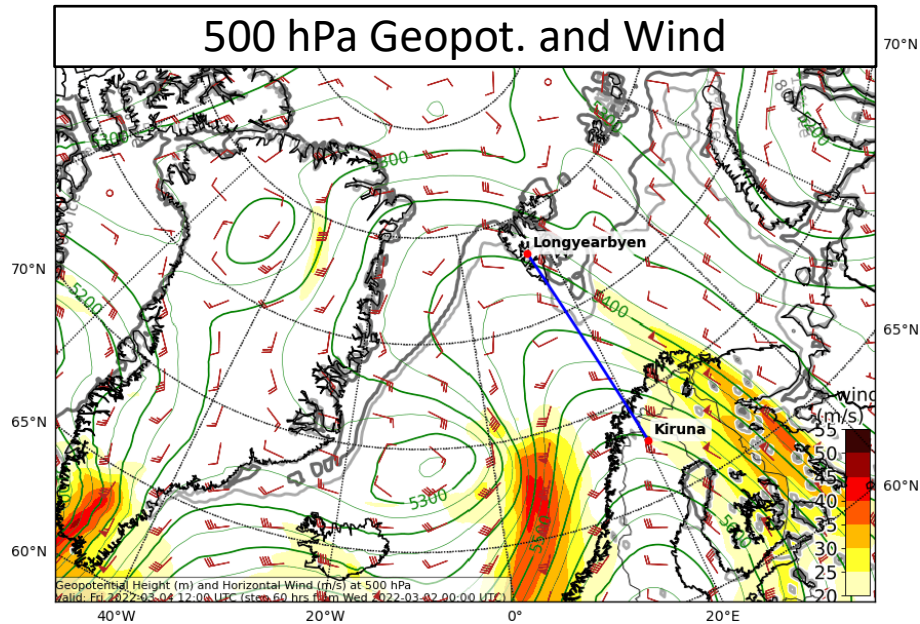 500 hPa Geopot. and Wind
70°N
5300
5300
5200
5200
Longyearbyen
70°N
5400
65°N
wind
(m/s)
Kiruna
55
50
45
40
35
30
25
20
65°N
60°N
5300
5500
60°N
Geopotential Height (m) and Horizontal Wind (m/s) at 500 hPa
Valid: Fri 2022-03-04 12:00 UTC (step 60 hrs from Wed 2022-03-02 00:00 UTC)
40°W
20°W
0°
20°E